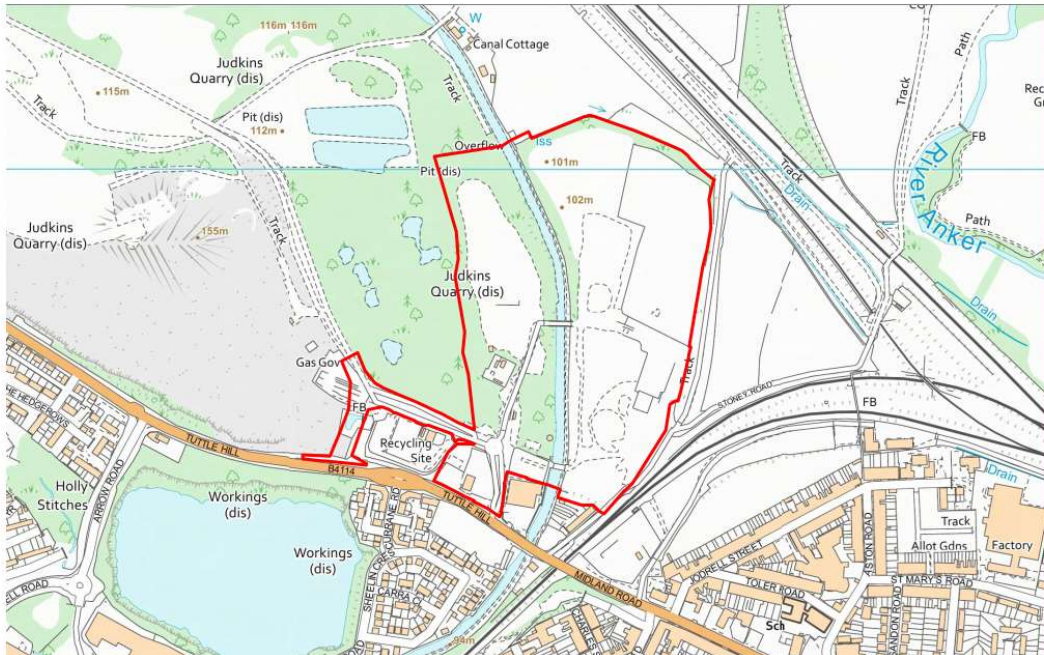 W
Canal Cottage
116m 116m
Judkins
Quarry (dis)
Track
115m
Pit (dis)
112m
Track
Overflow
Iss
101m
Pit (dis)
102m
Track
Path
FB
River Anker
Track
Drain
Path
Drain
Track
155m
Judkins
Quarry (dis)
Judkins
Quarry (dis)
Gas Gov
FB
Recycling
Site
Track
STONEY ROAD
FB
THE HEDGEROWS
TUTTLE HILL
B4114
TUTTLE HILL
MIDLAND ROAD
Holly
Stitches
ARROW ROAD
Workings
(dis)
Workings
(dis)
CARRA
94m
JODRELL STREET
TOLER ROAD
Sch
ST MARY'S ROAD
Allot Gdns
Track
Factory
Drain